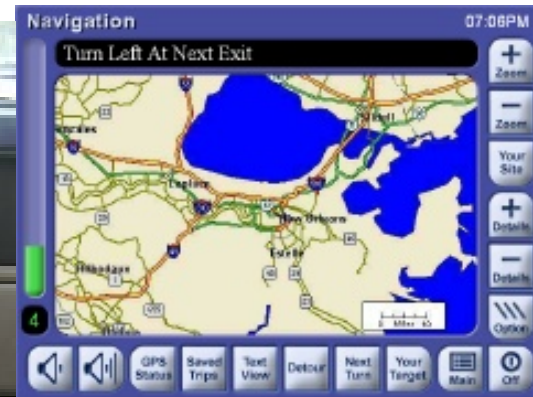 Navigation 07:06PM
Turn Left At Next Exit
+
Zoom
−
Zoom
Your
Site
+
Details
−
Details
Option
Laplace
New Orleans
Estelle
4
GPS
Status
Saved
Trips
Text
View
Detour
Next
Turn
Your
Target
Main
Off